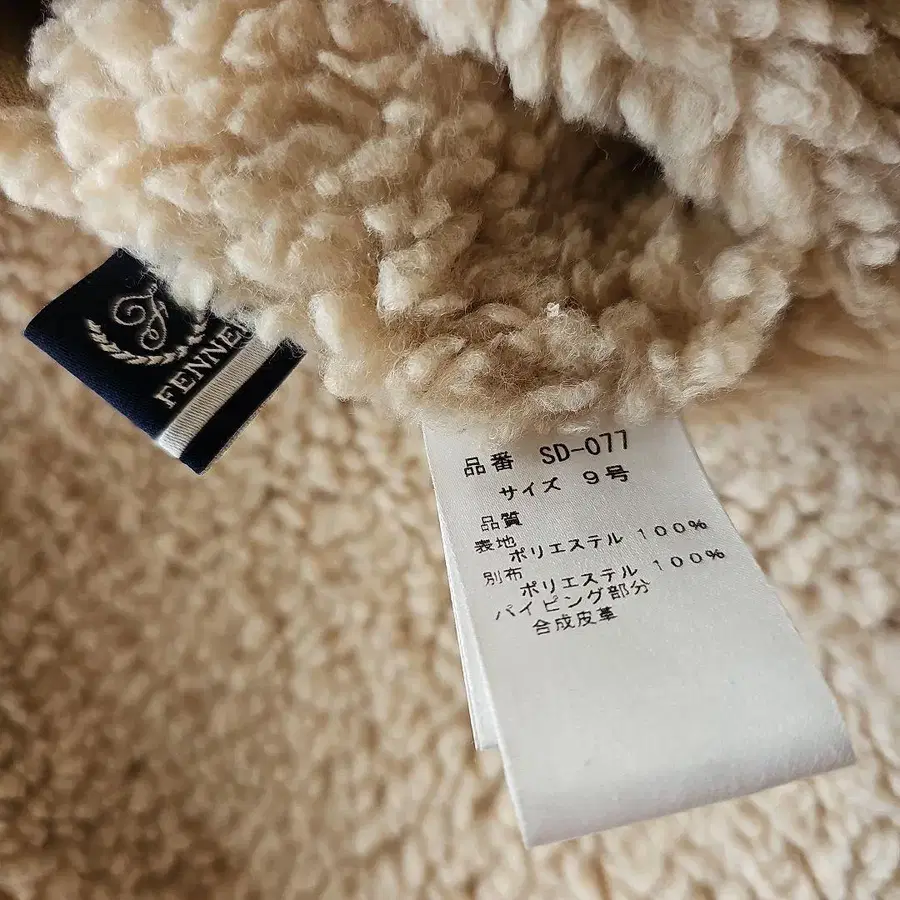 FENNE
品番 SD-077
サイズ 9号
品質
表地
ポリエステル 100%
別布
ポリエステル 100%
パイピング部分
合成皮革